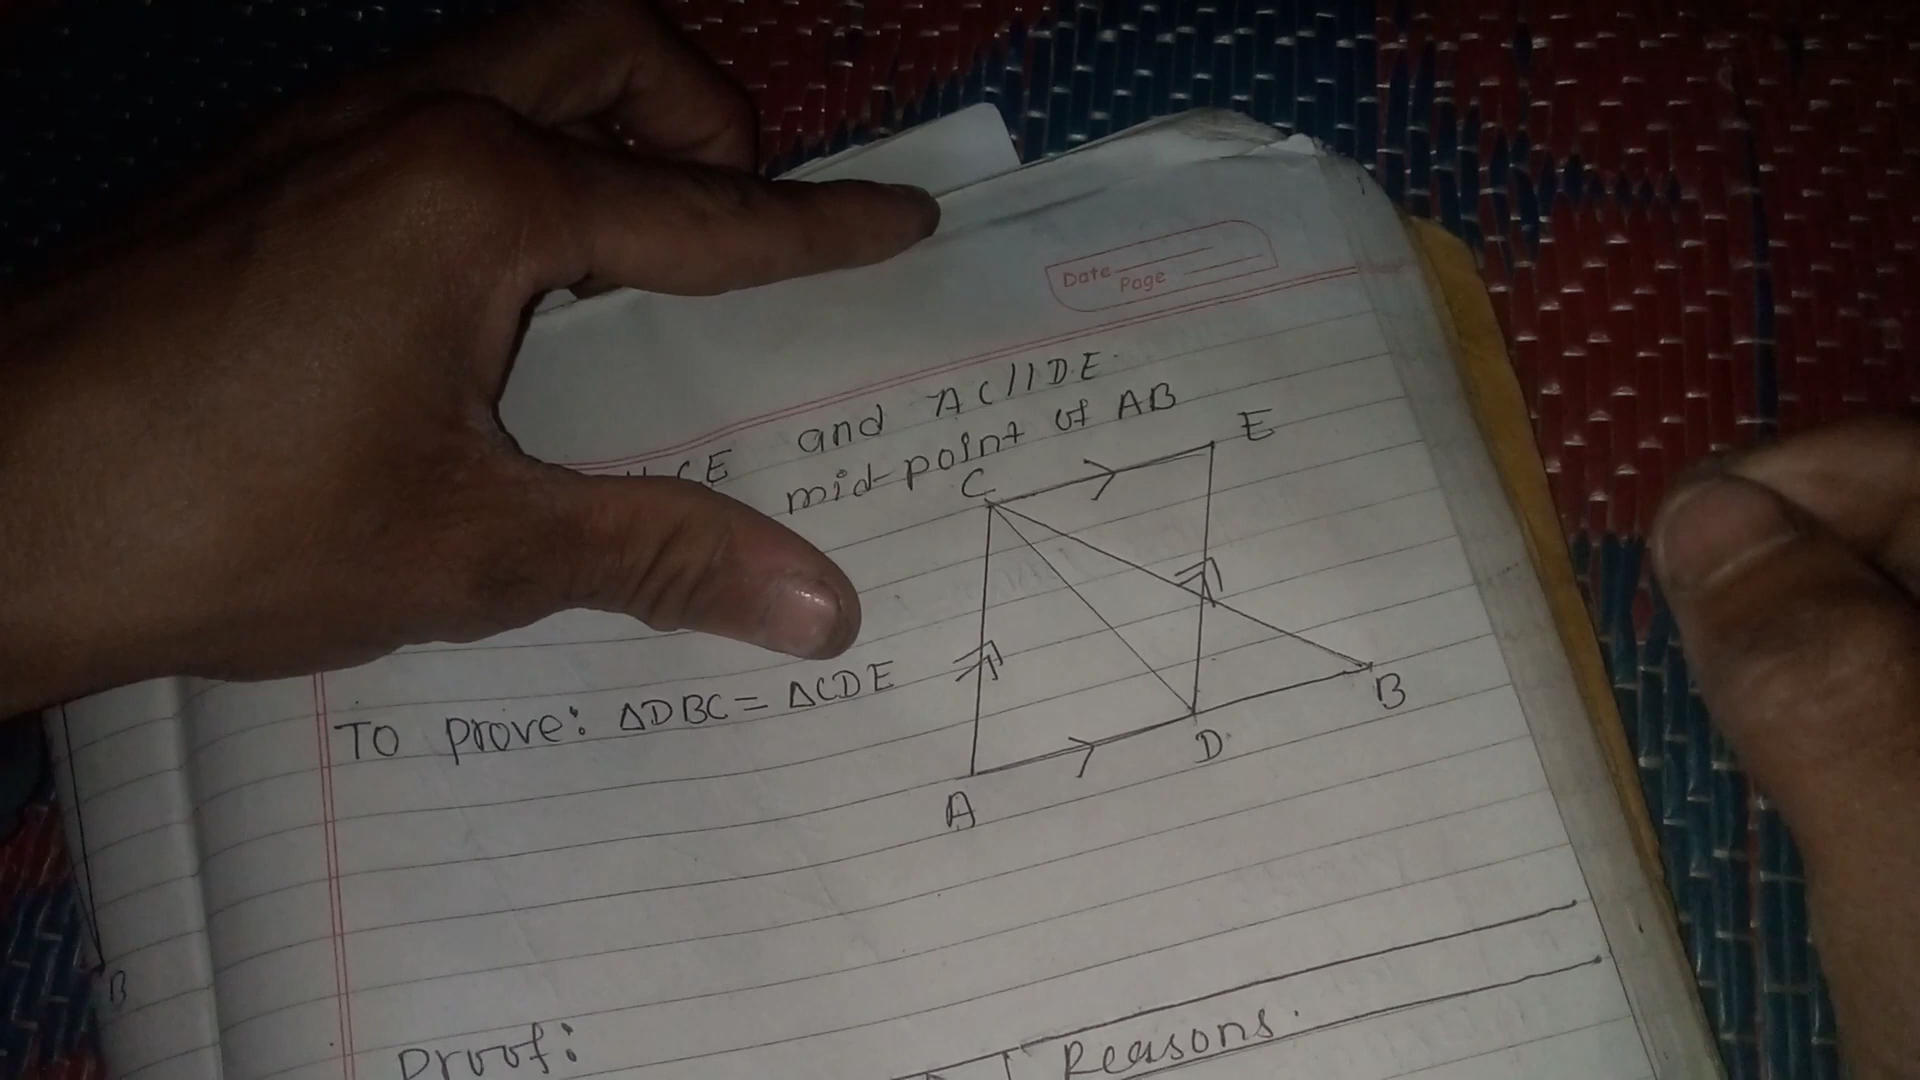 Date
Page
CE and AC//DE.
mid-point of AB
C
E
To prove: ΔDBC = ΔCDE
B
D
A
B
Proof:
Reasons.